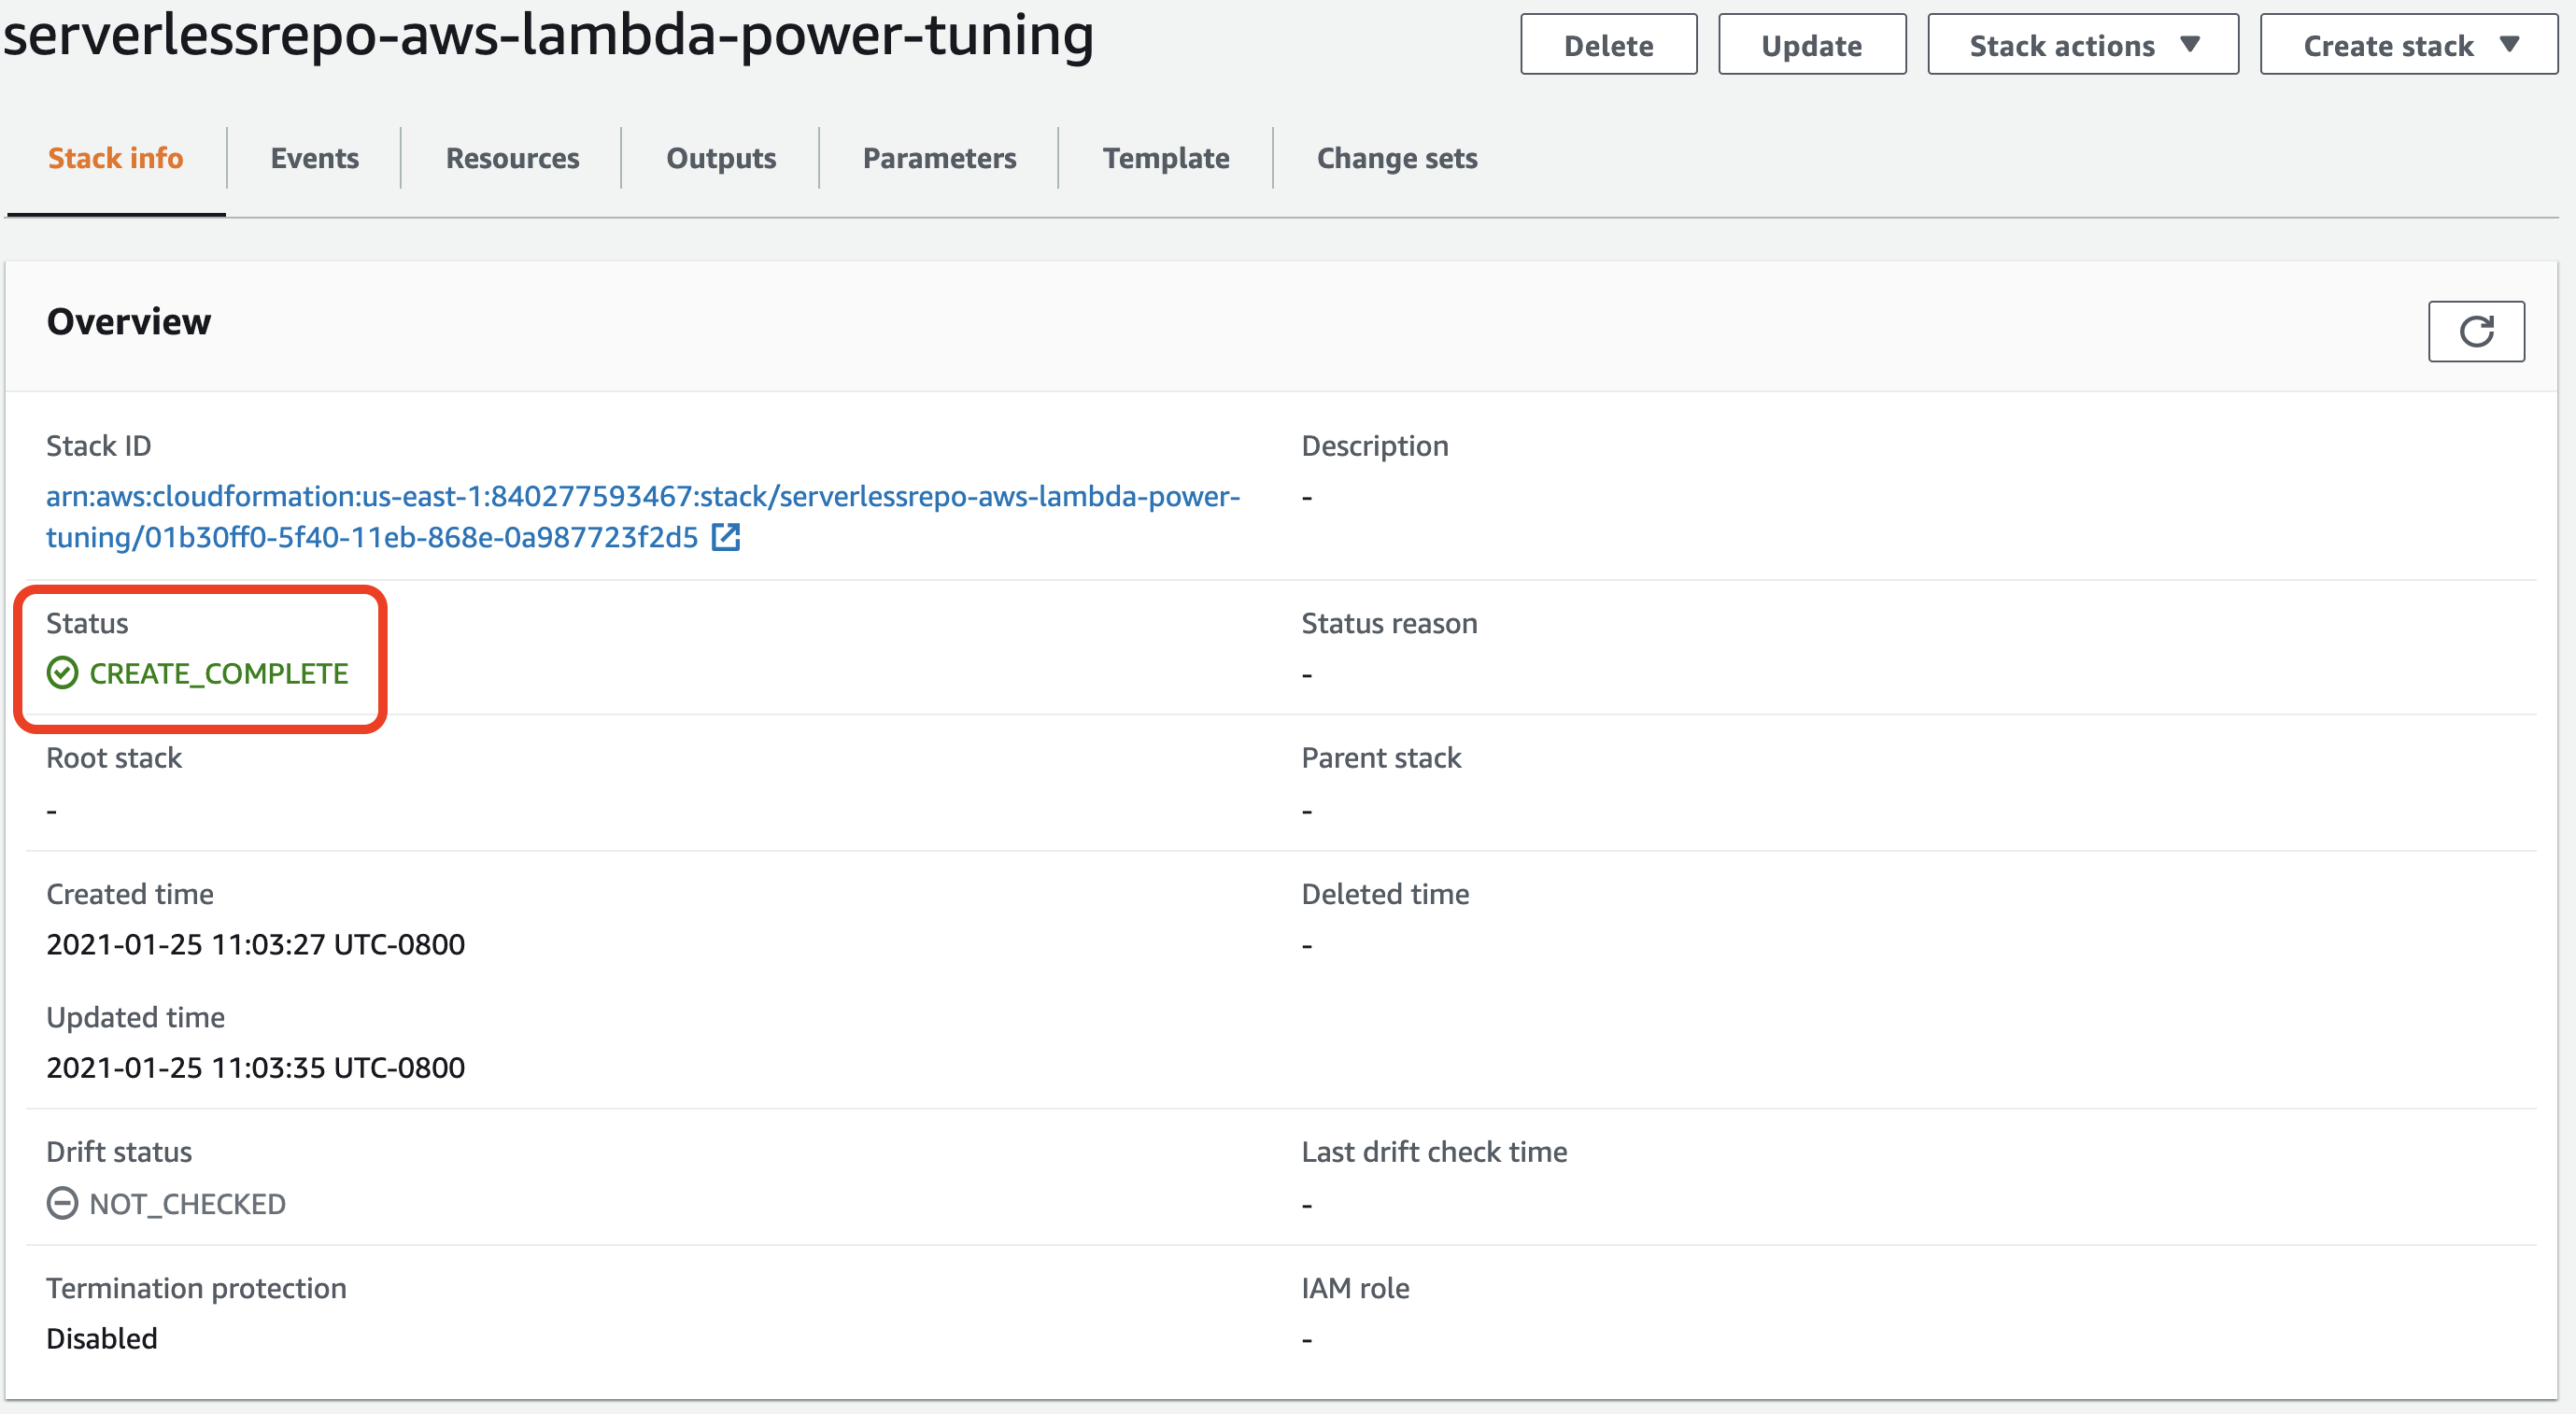 serverlessrepo-aws-lambda-power-tuning
Delete
Update
Stack actions
Create stack
Stack info
Events
Resources
Outputs
Parameters
Template
Change sets
Overview
Stack ID
arn:aws:cloudformation:us-east-1:840277593467:stack/serverlessrepo-aws-lambda-power-
tuning/01b30ff0-5f40-11eb-868e-0a987723f2d5
Description
-
Status
CREATE_COMPLETE
Status reason
-
Root stack
-
Parent stack
-
Created time
2021-01-25 11:03:27 UTC-0800
Deleted time
-
Updated time
2021-01-25 11:03:35 UTC-0800
Drift status
NOT_CHECKED
Last drift check time
-
Termination protection
Disabled
IAM role
-